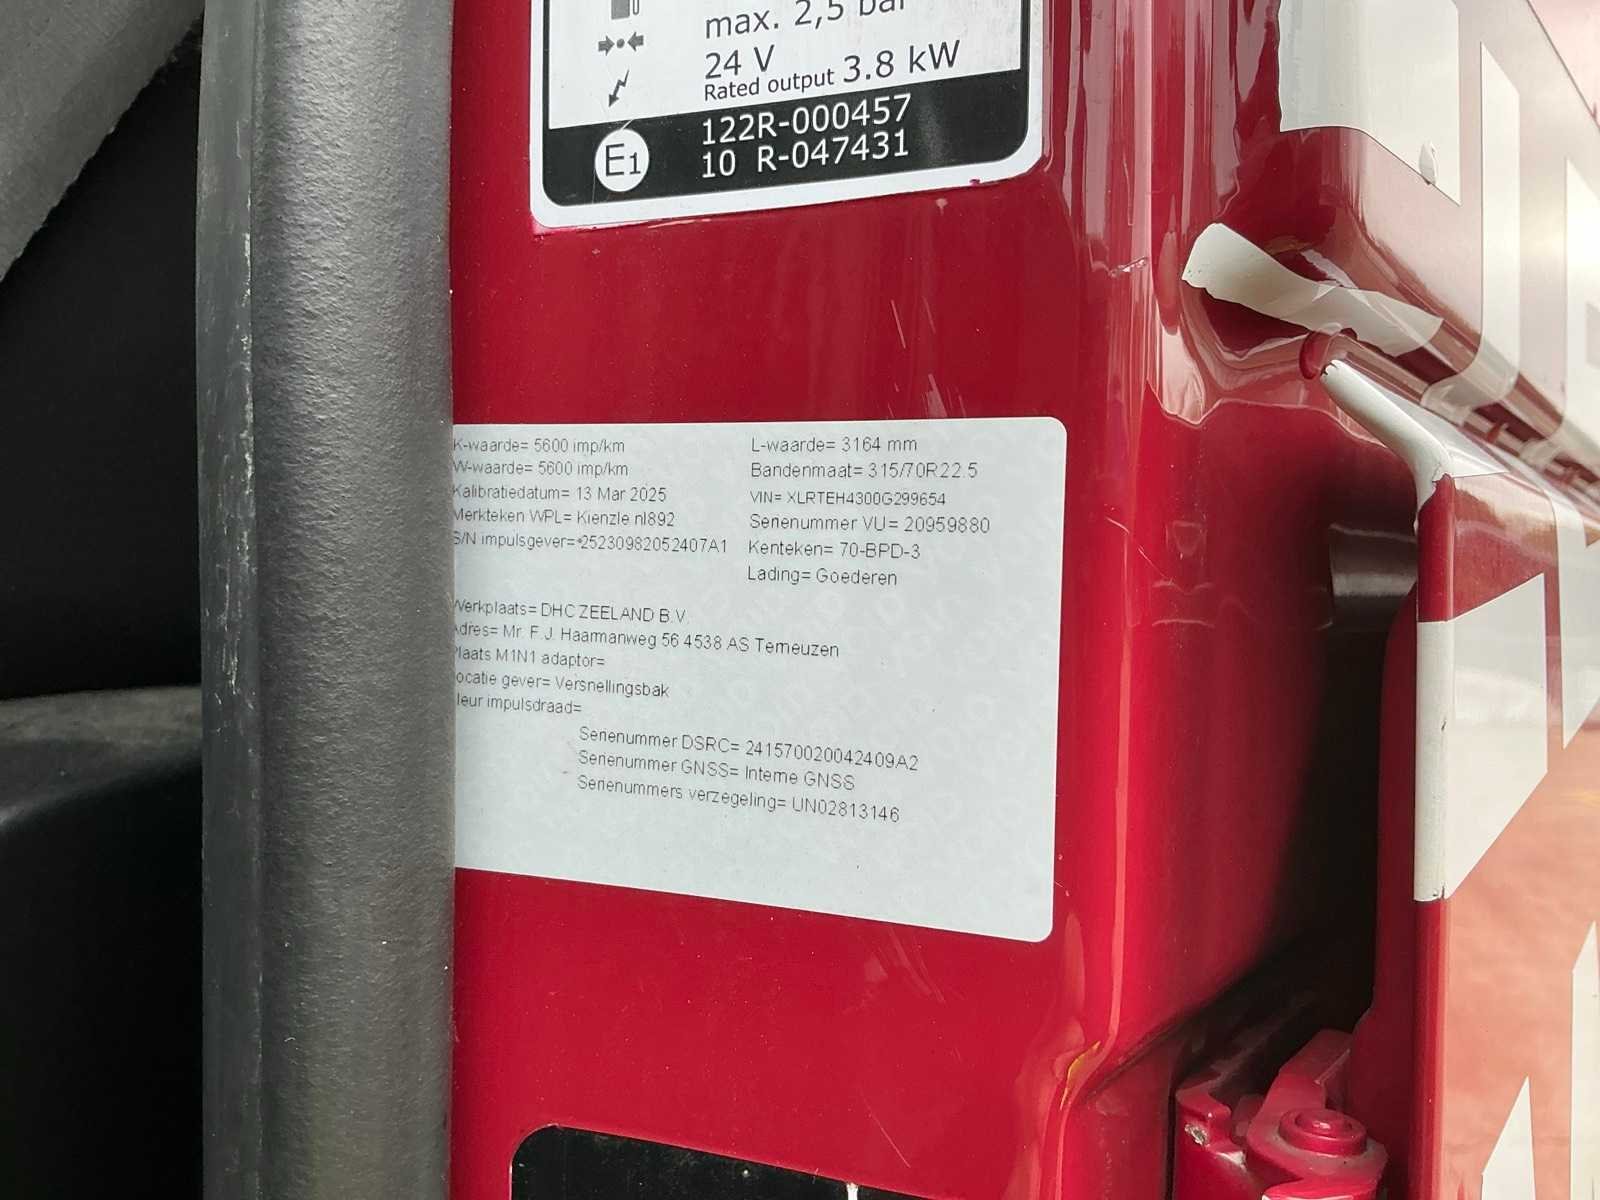 max. 2,5 bar
24 V
Rated output 3.8 kW
E1
122R-000457
10 R-047431
K-waarde= 5600 imp/km
W-waarde= 5600 imp/km
Kalibratiedatum= 13 Mar 2025
Merkteken WPL= Kienzle nl892
S/N impulsgever=*25230982052407A1
L-waarde= 3164 mm
Bandenmaat= 315/70R22.5
VIN= XLRTEH4300G299654
Serienummer VU= 20959880
Kenteken= 70-BPD-3
Lading= Goederen
Werkplaats= DHC ZEELAND B.V.
Adres= Mr. F.J. Haarmanweg 56 4538 AS Terneuzen
Plaats M1N1 adaptor=
Locatie gever= Versnellingsbak
Kleur impulsdraad=
Serienummer DSRC= 241570020042409A2
Serienummer GNSS= Interne GNSS
Serienummers verzegeling= UN02813146